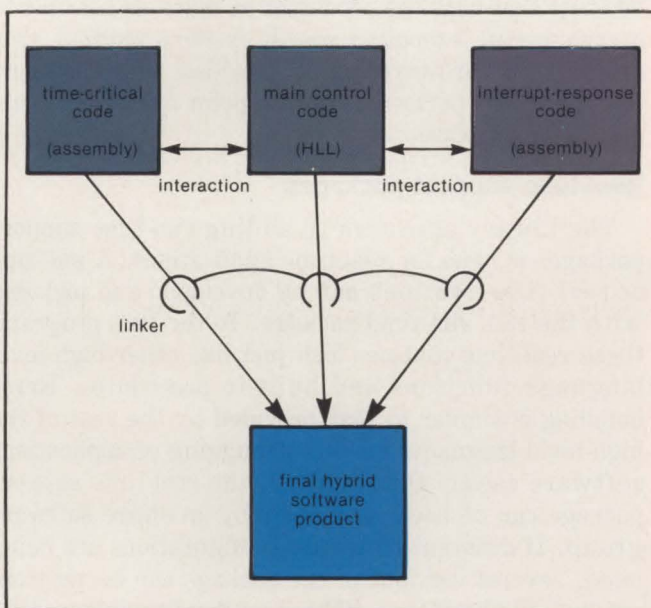 time-critical
code
(assembly)
main control
code
(HLL)
interrupt-response
code
(assembly)
interaction
interaction
linker
final hybrid
software
product